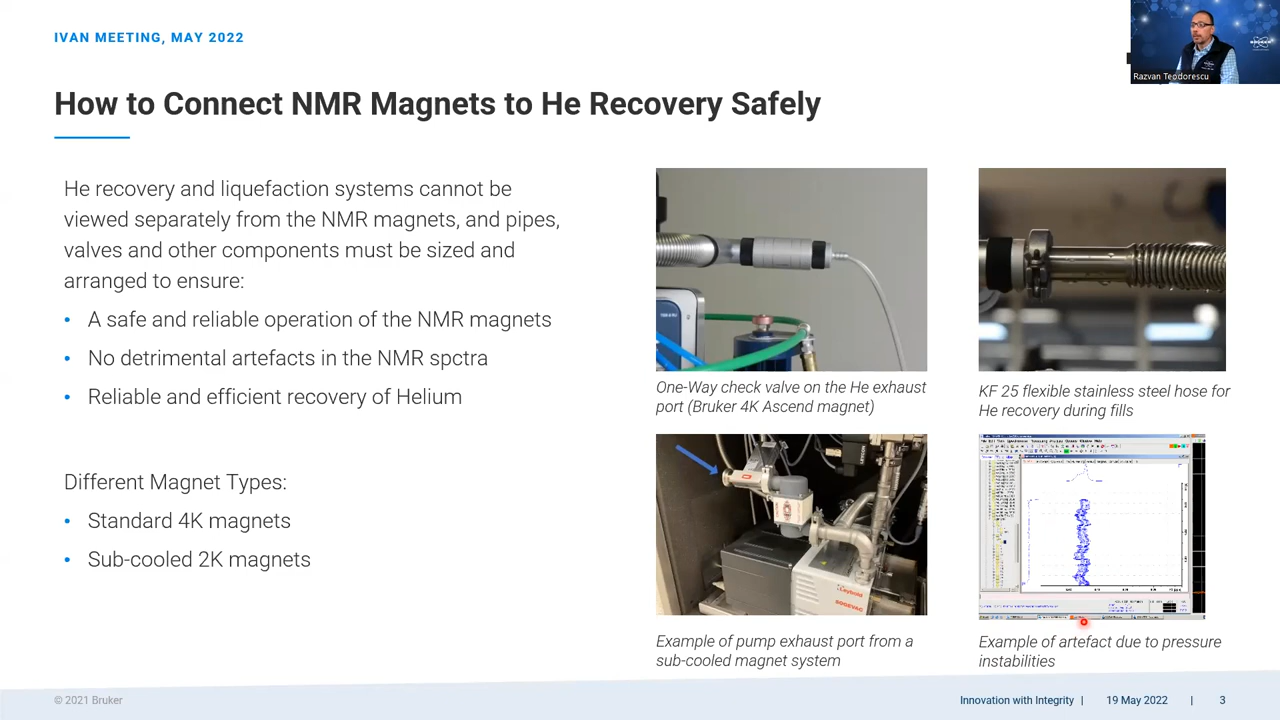 IVAN MEETING, MAY 2022
Razvan Teodorescu
How to Connect NMR Magnets to He Recovery Safely
He recovery and liquefaction systems cannot be
viewed separately from the NMR magnets, and pipes,
valves and other components must be sized and
arranged to ensure:
• A safe and reliable operation of the NMR magnets
• No detrimental artefacts in the NMR spctra
• Reliable and efficient recovery of Helium
Different Magnet Types:
• Standard 4K magnets
• Sub-cooled 2K magnets
One-Way check valve on the He exhaust
port (Bruker 4K Ascend magnet)
KF 25 flexible stainless steel hose for
He recovery during fills
Leybold
SOGEVAC
Example of pump exhaust port from a
sub-cooled magnet system
Example of artefact due to pressure
instabilities
© 2021 Bruker
Innovation with Integrity | 19 May 2022 | 3